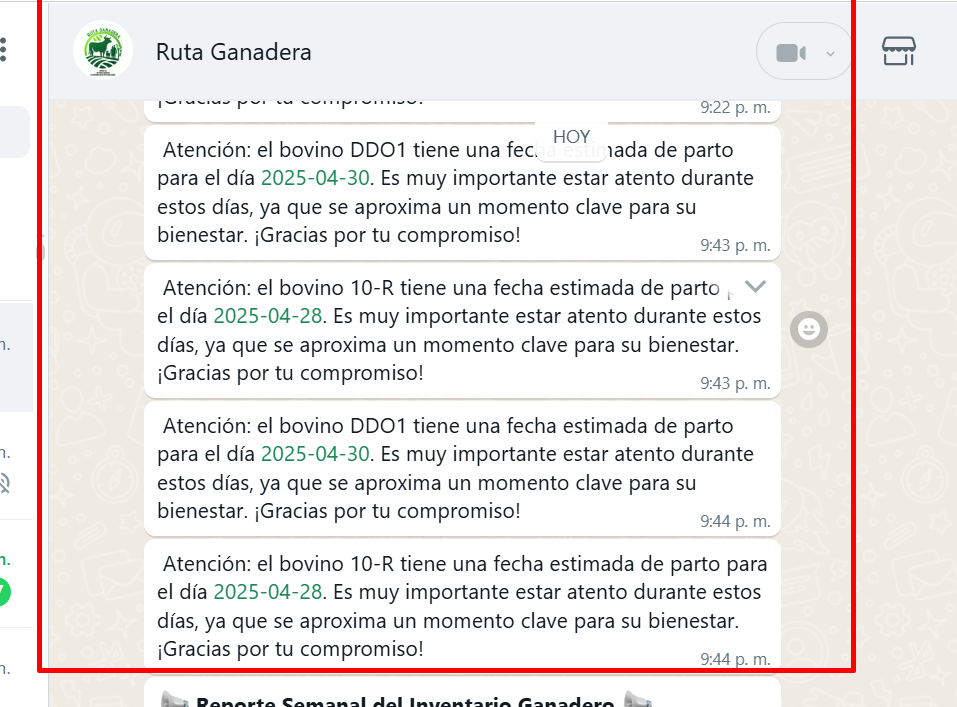 Ruta Ganadera
¡Gracias por tu compromiso!
9:22 p. m.
HOY
Atención: el bovino DDO1 tiene una fecha estimada de parto
para el día 2025-04-30. Es muy importante estar atento durante
estos días, ya que se aproxima un momento clave para su
bienestar. ¡Gracias por tu compromiso!
9:43 p. m.
Atención: el bovino 10-R tiene una fecha estimada de parto
el día 2025-04-28. Es muy importante estar atento durante estos
días, ya que se aproxima un momento clave para su bienestar.
¡Gracias por tu compromiso!
9:43 p. m.
Atención: el bovino DDO1 tiene una fecha estimada de parto
para el día 2025-04-30. Es muy importante estar atento durante
estos días, ya que se aproxima un momento clave para su
bienestar. ¡Gracias por tu compromiso!
9:44 p. m.
Atención: el bovino 10-R tiene una fecha estimada de parto para
el día 2025-04-28. Es muy importante estar atento durante estos
días, ya que se aproxima un momento clave para su bienestar.
¡Gracias por tu compromiso!
9:44 p. m.
Reporte Semanal del Inventario Ganadero